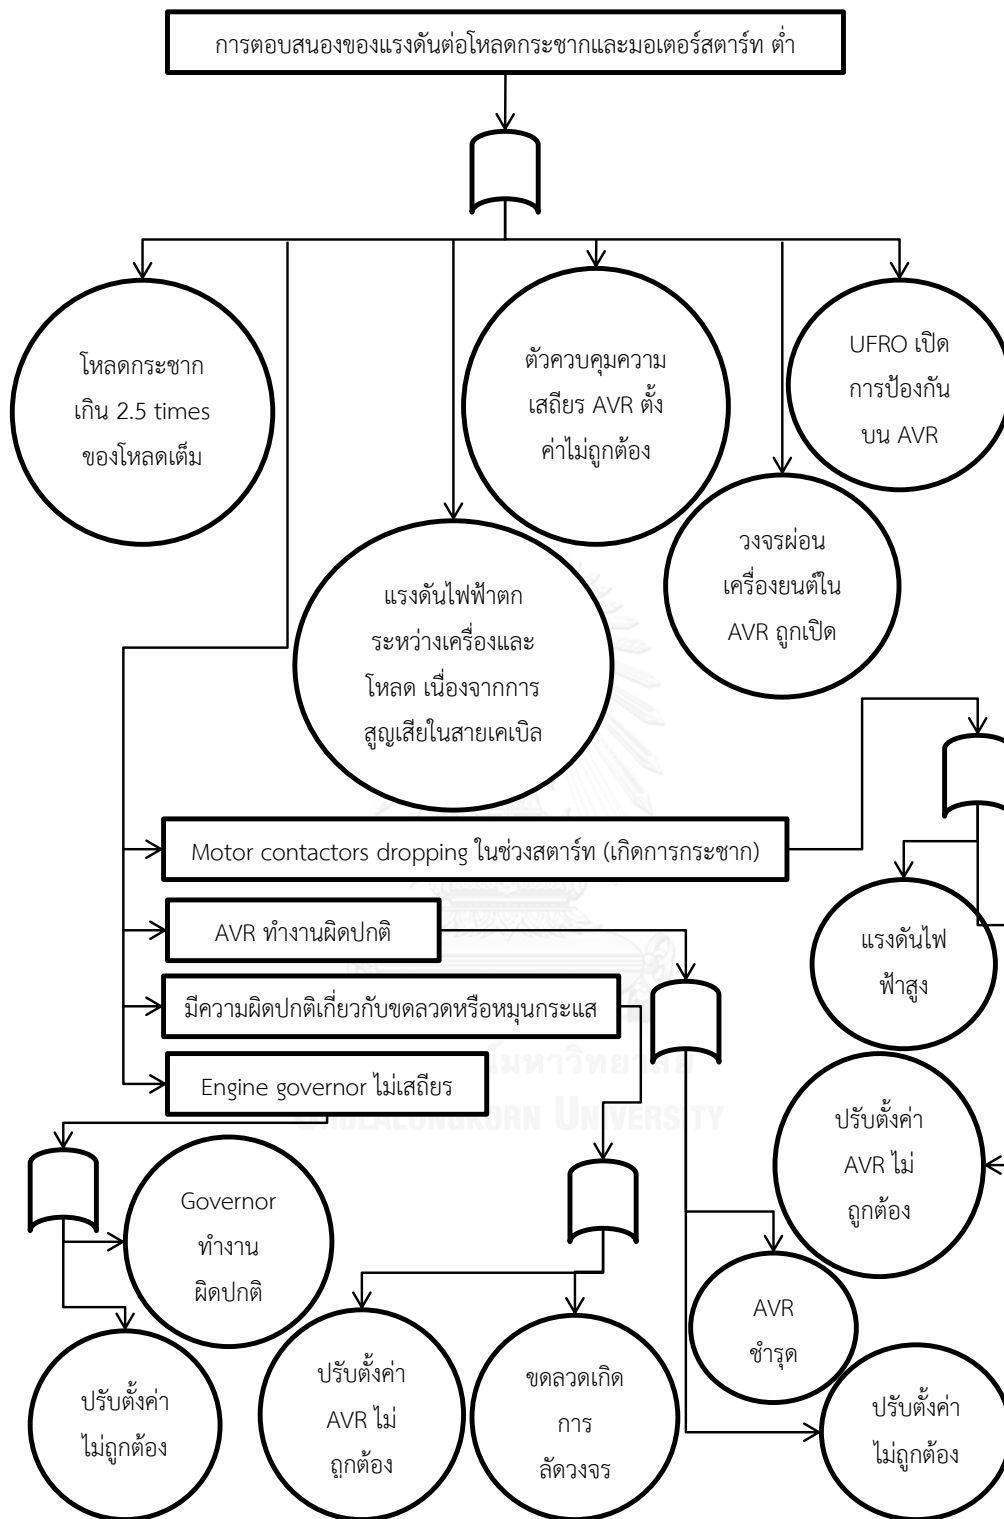 การตอบสนองของแรงดันต่อโหลดกระชากและมอเตอร์สตาร์ท ต่ำ
โหลดกระชาก
เกิน 2.5 times
ของโหลดเต็ม
ตัวควบคุมความ
เสถียร AVR ตั้ง
ค่าไม่ถูกต้อง
UFRO เปิด
การป้องกัน
บน AVR
แรงดันไฟฟ้าตก
ระหว่างเครื่องและ
โหลด เนื่องจากการ
สูญเสียในสายเคเบิล
วงจรผ่อน
เครื่องยนต์ใน
AVR ถูกเปิด
Motor contactors dropping ในช่วงสตาร์ท (เกิดการกระชาก)
AVR ทำงานผิดปกติ
มีความผิดปกติเกี่ยวกับขดลวดหรือหมุนกระแส
Engine governor ไม่เสถียร
แรงดันไฟ
ฟ้าสูง
ปรับตั้งค่า
AVR ไม่
ถูกต้อง
Governor
ทำงาน
ผิดปกติ
ปรับตั้งค่า
ไม่ถูกต้อง
ปรับตั้งค่า
AVR ไม่
ถูกต้อง
ขดลวดเกิด
การ
ลัดวงจร
AVR
ชำรุด
ปรับตั้งค่า
ไม่ถูกต้อง
น์มหาวิทยาลัย
CHULALONGKORN UNIVERSITY